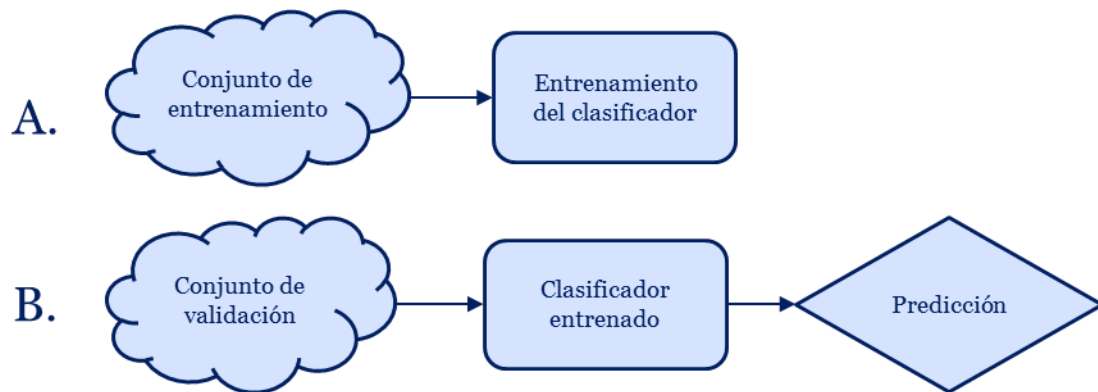 A.
Conjunto de
entrenamiento
Entrenamiento
del clasificador
B.
Conjunto de
validación
Clasificador
entrenado
Predicción